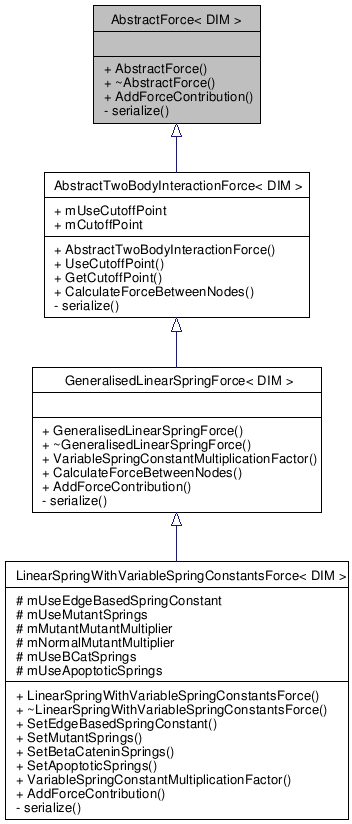 AbstractForce< DIM >
+ AbstractForce()
+ ~AbstractForce()
+ AddForceContribution()
- serialize()
AbstractTwoBodyInteractionForce< DIM >
+ mUseCutoffPoint
+ mCutoffPoint
+ AbstractTwoBodyInteractionForce()
+ UseCutoffPoint()
+ GetCutoffPoint()
+ CalculateForceBetweenNodes()
- serialize()
GeneralisedLinearSpringForce< DIM >
+ GeneralisedLinearSpringForce()
+ ~GeneralisedLinearSpringForce()
+ VariableSpringConstantMultiplicationFactor()
+ CalculateForceBetweenNodes()
+ AddForceContribution()
- serialize()
LinearSpringWithVariableSpringConstantsForce< DIM >
# mUseEdgeBasedSpringConstant
# mUseMutantSprings
# mMutantMutantMultiplier
# mNormalMutantMultiplier
# mUseBCatSprings
# mUseApoptoticSprings
+ LinearSpringWithVariableSpringConstantsForce()
+ ~LinearSpringWithVariableSpringConstantsForce()
+ SetEdgeBasedSpringConstant()
+ SetMutantSprings()
+ SetBetaCateninSprings()
+ SetApoptoticSprings()
+ VariableSpringConstantMultiplicationFactor()
+ AddForceContribution()
- serialize()